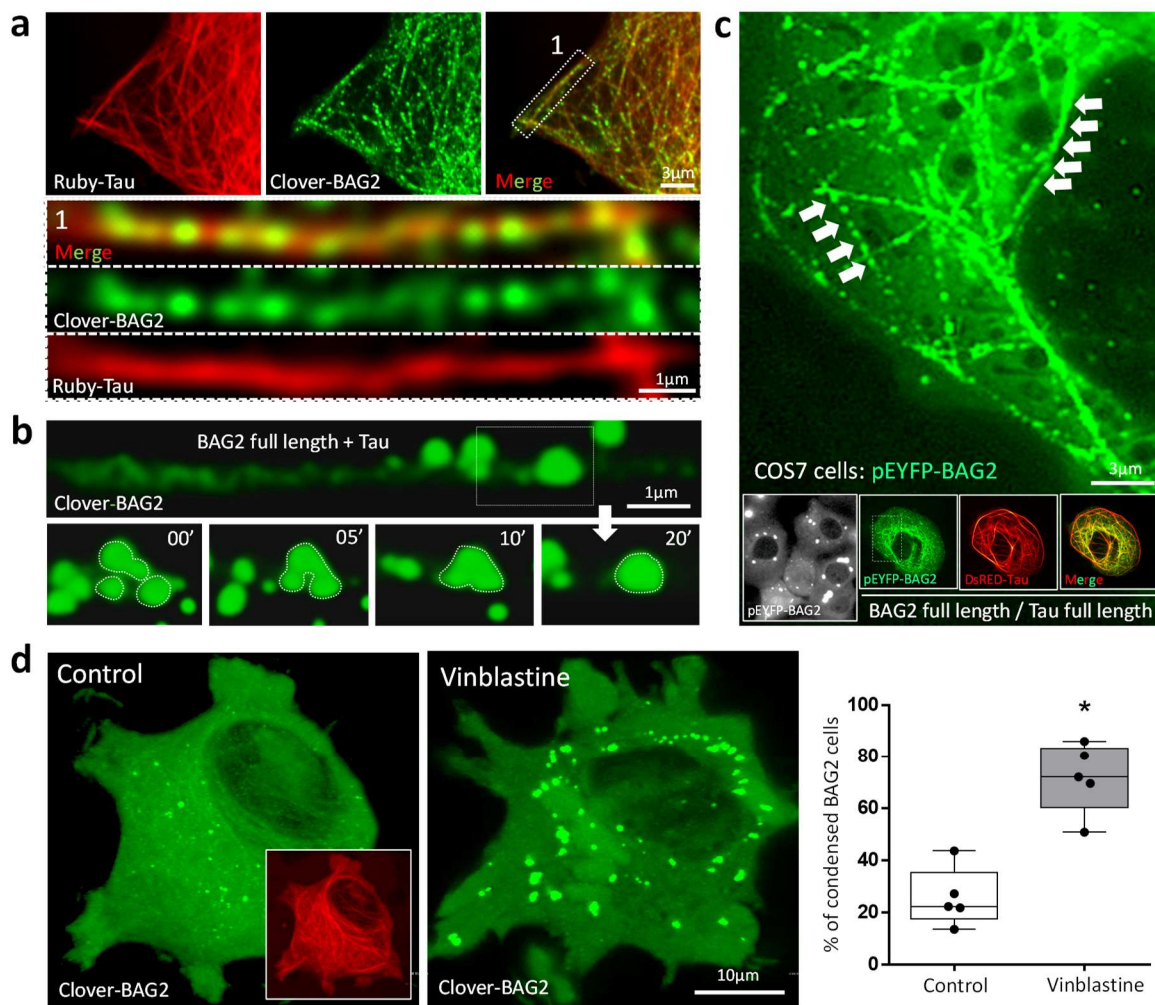 a
Ruby-Tau
Clover-BAG2
1
Merge
3µm
1
Merge
Clover-BAG2
Ruby-Tau
1µm
b
BAG2 full length + Tau
Clover-BAG2
1µm
00’
05’
10’
20’
c
COS7 cells: pEYFP-BAG2
3µm
pEYFP-BAG2
pEYFP-BAG2
DsRED-Tau
Merge
BAG2 full length / Tau full length
d
Control
Clover-BAG2
Vinblastine
Clover-BAG2
10µm
% of condensed BAG2 cells
100
80
60
40
20
0
*
Control
Vinblastine